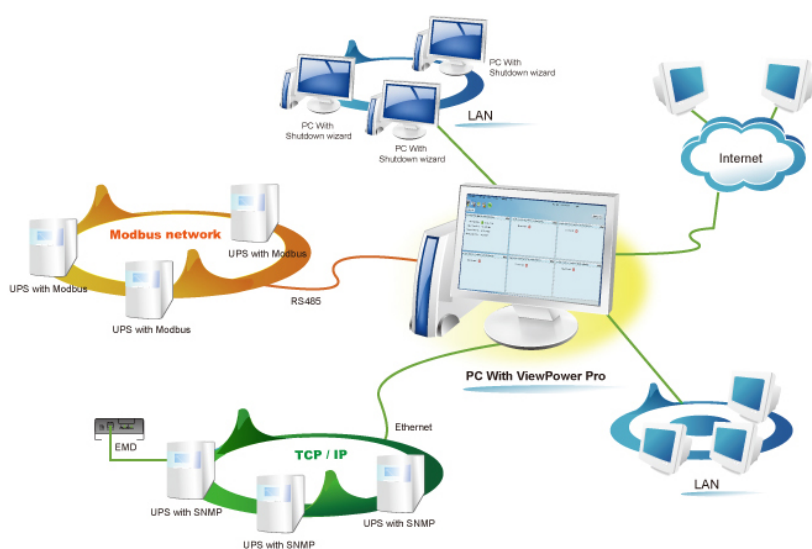 PC With
Shutdown wizard
PC With
Shutdown wizard
PC With
Shutdown wizard
LAN
Internet
Modbus network
UPS with Modbus
UPS with Modbus
UPS with Modbus
RS485
PC With ViewPower Pro
Ethernet
EMD
TCP / IP
UPS with SNMP
UPS with SNMP
UPS with SNMP
LAN